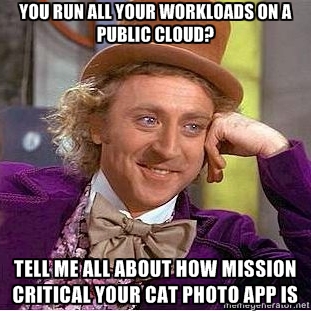 YOU RUN ALL YOUR WORKLOADS ON A
PUBLIC CLOUD?
TELL ME ALL ABOUT HOW MISSION
CRITICAL YOUR CAT PHOTO APP IS
memegenerator.net